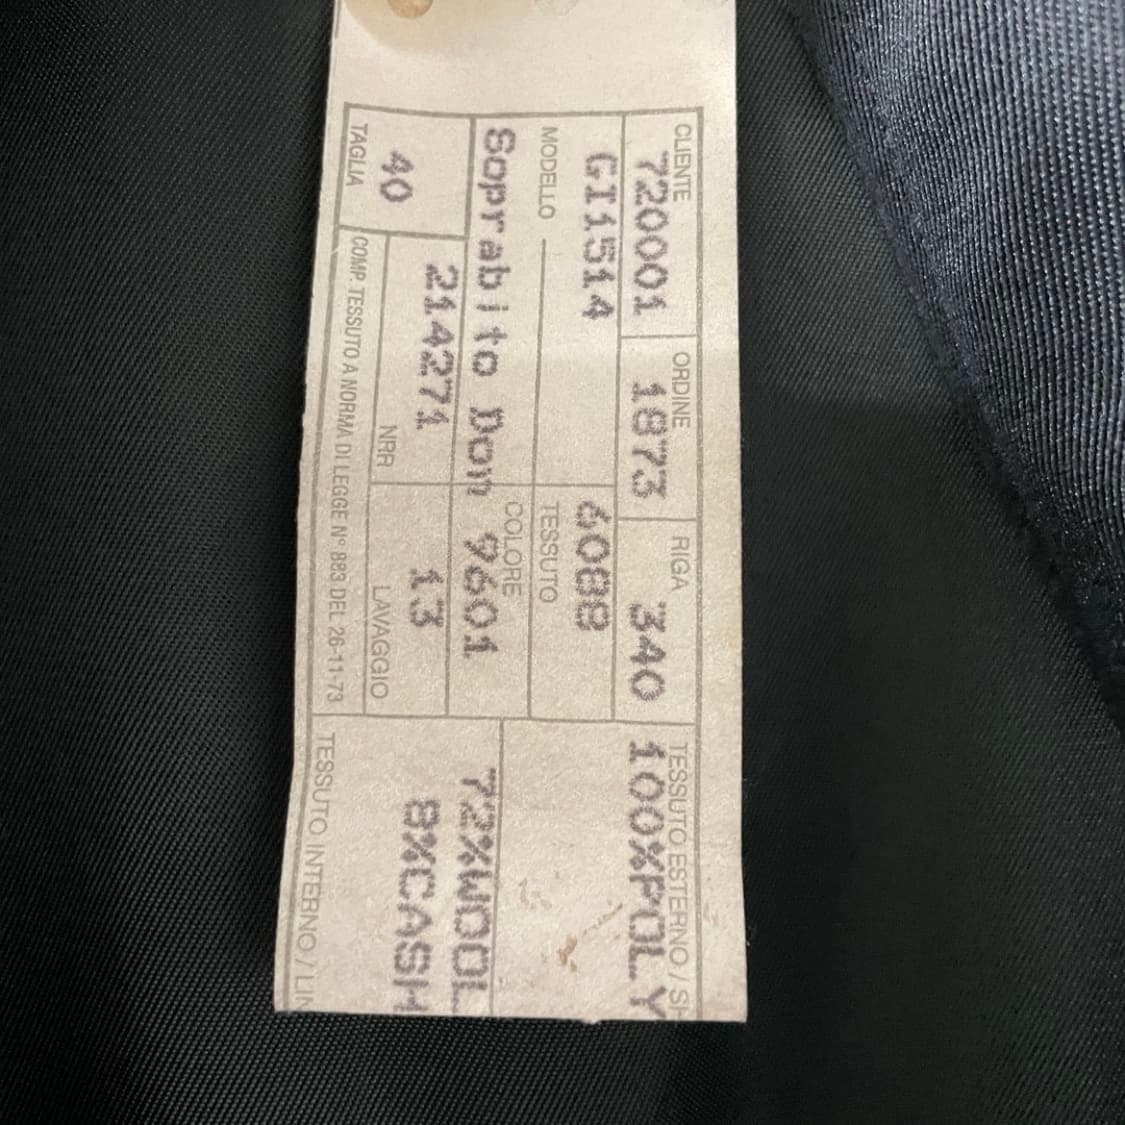 CLIENTE ORDINE RIGA TESSUTO ESTERNO / SH
720001 1873 340 100%POLY
GI1514 6088
MODELLO TESSUTO
COLORE
Soprabito Don 9601 72%WOOL
214271 13 8%CASH
40 NRR LAVAGGIO
TAGLIA COMP. TESSUTO A NORMA DI LEGGE N° 883 DEL 26-11-73 TESSUTO INTERNO / LIN